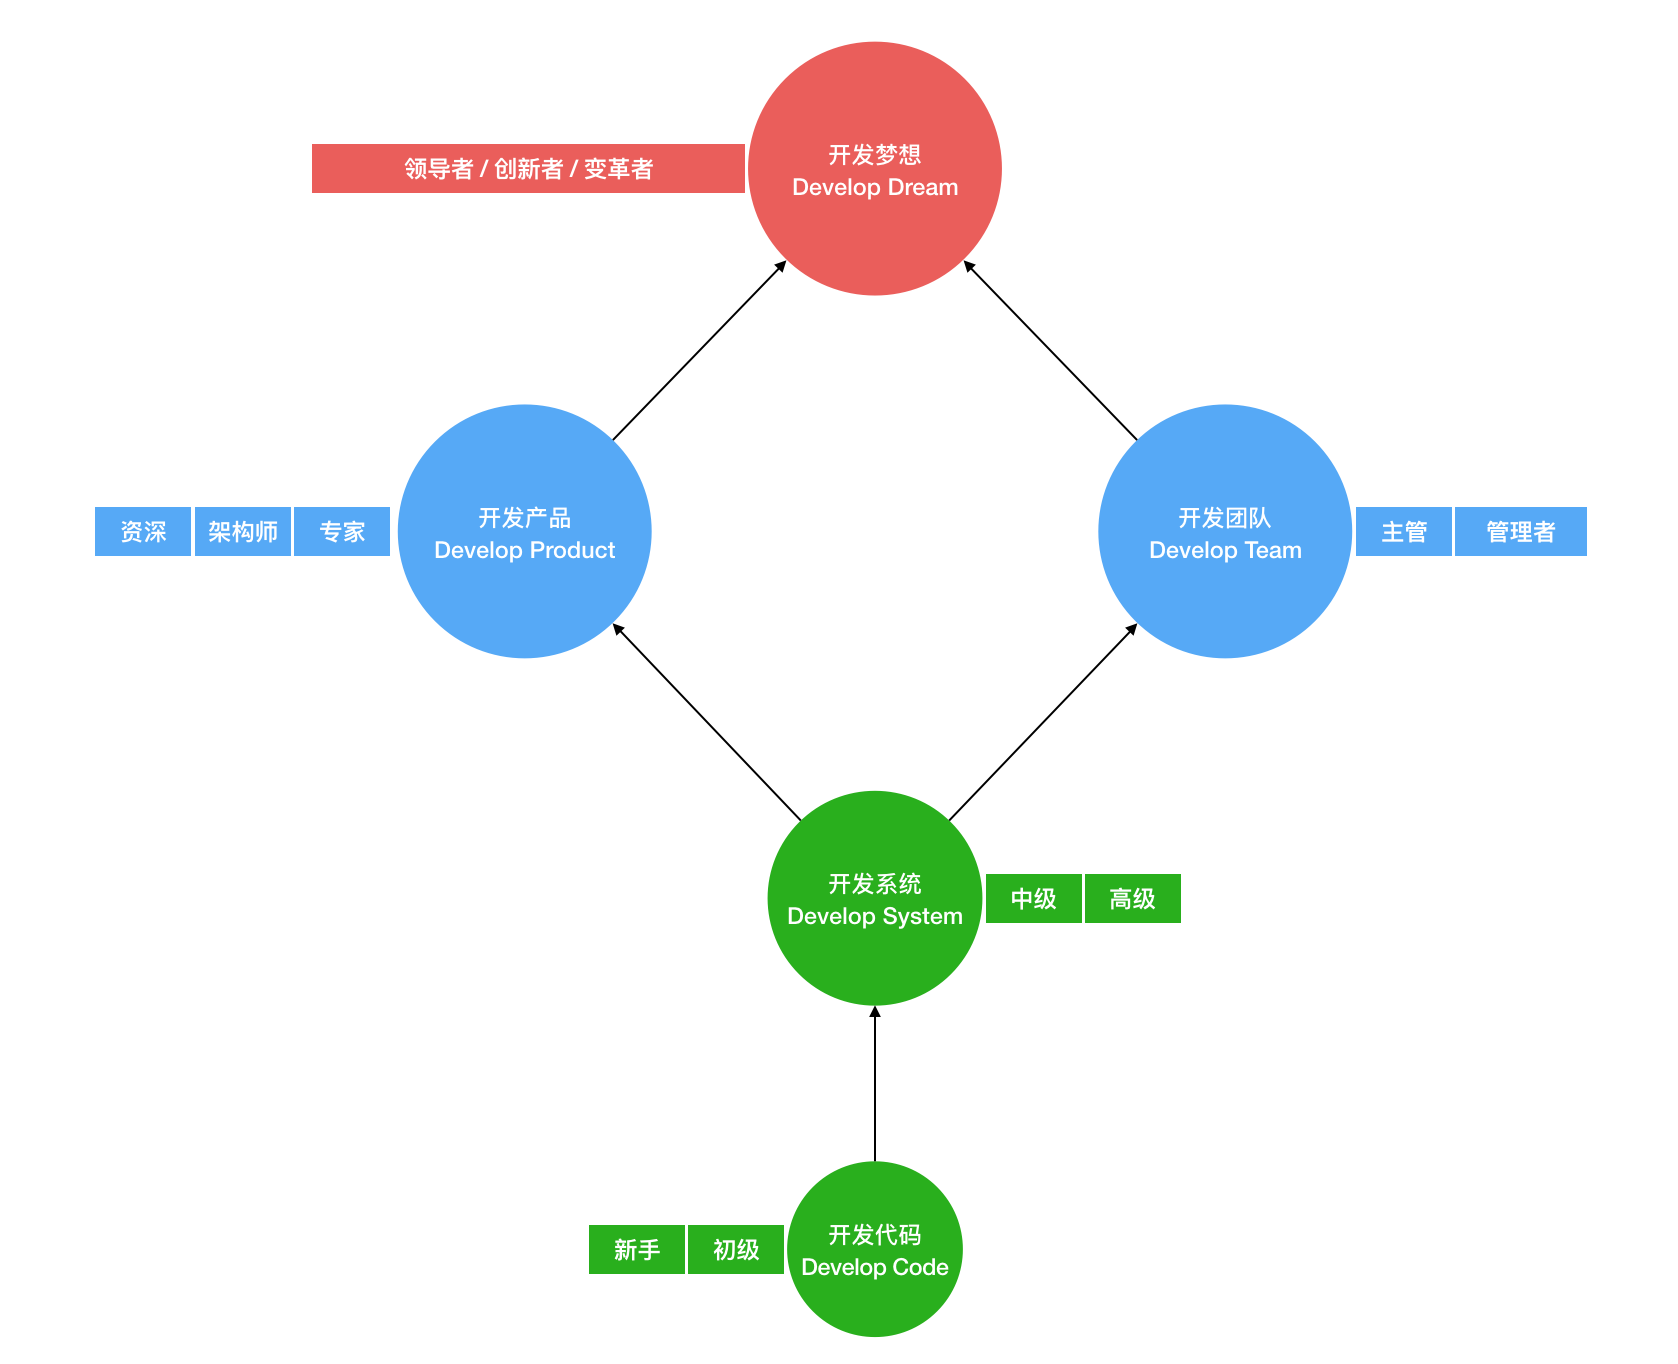 开发梦想
Develop Dream
领导者 / 创新者 / 变革者
开发产品
Develop Product
资深
架构师
专家
开发团队
Develop Team
主管
管理者
开发系统
Develop System
中级
高级
开发代码
Develop Code
新手
初级